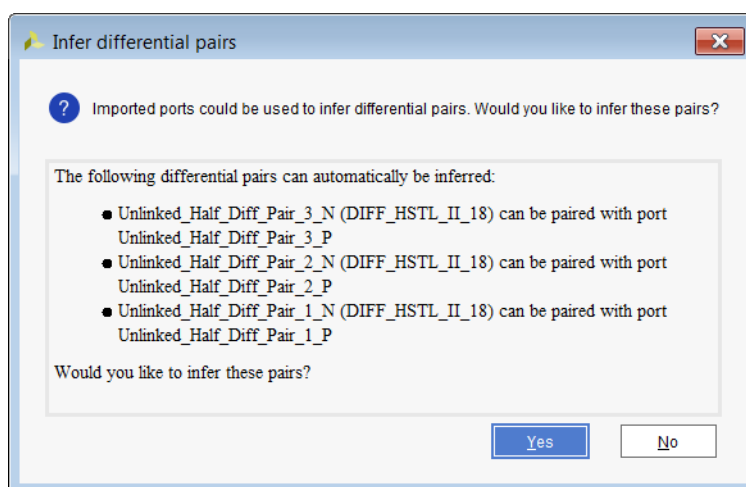 Infer differential pairs
? Imported ports could be used to infer differential pairs. Would you like to infer these pairs?
The following differential pairs can automatically be inferred:
● Unlinked_Half_Diff_Pair_3_N (DIFF_HSTL_II_18) can be paired with port
Unlinked_Half_Diff_Pair_3_P
● Unlinked_Half_Diff_Pair_2_N (DIFF_HSTL_II_18) can be paired with port
Unlinked_Half_Diff_Pair_2_P
● Unlinked_Half_Diff_Pair_1_N (DIFF_HSTL_II_18) can be paired with port
Unlinked_Half_Diff_Pair_1_P
Would you like to infer these pairs?
Yes No